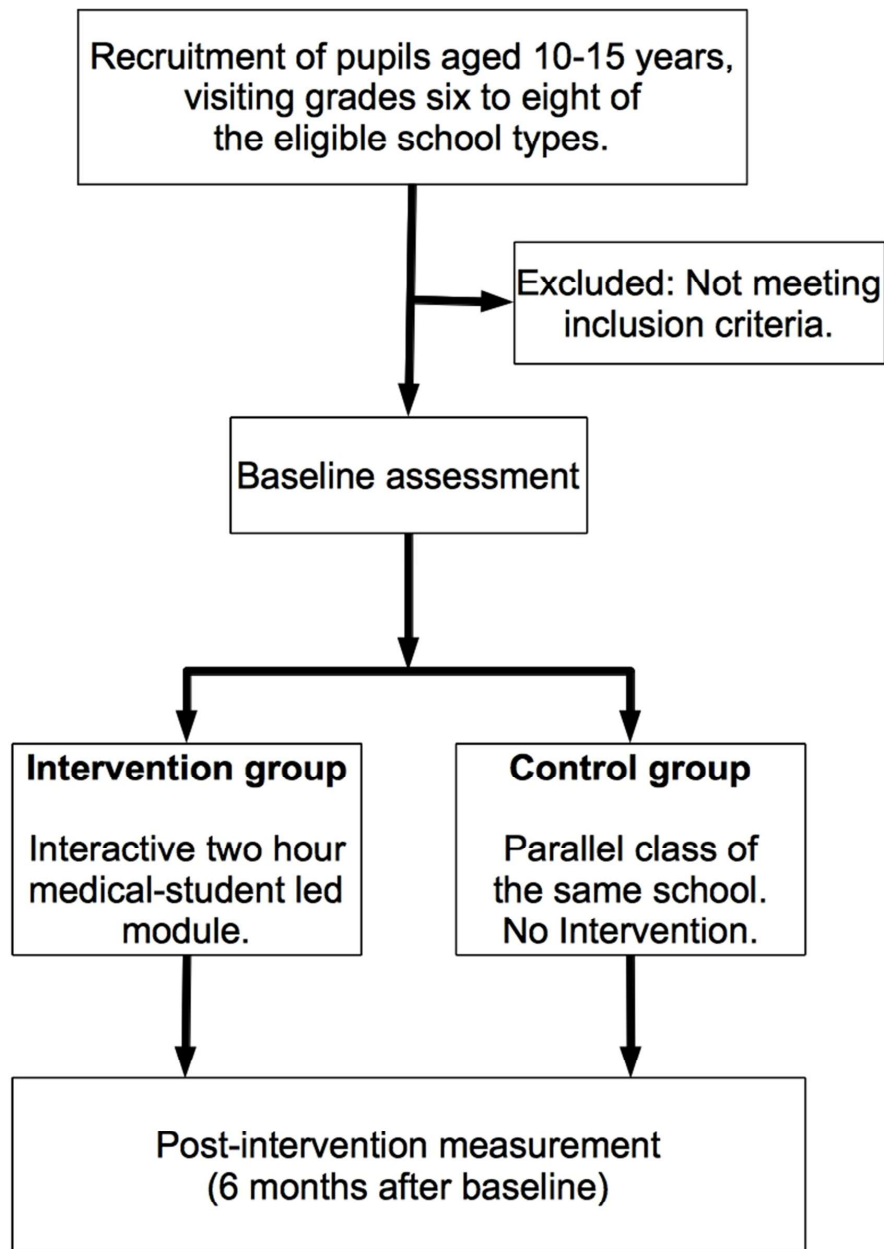 Recruitment of pupils aged 10-15 years,
visiting grades six to eight of
the eligible school types.
Excluded: Not meeting
inclusion criteria.
Baseline assessment
Intervention group
Interactive two hour
medical-student led
module.
Control group
Parallel class of
the same school.
No Intervention.
Post-intervention measurement
(6 months after baseline)